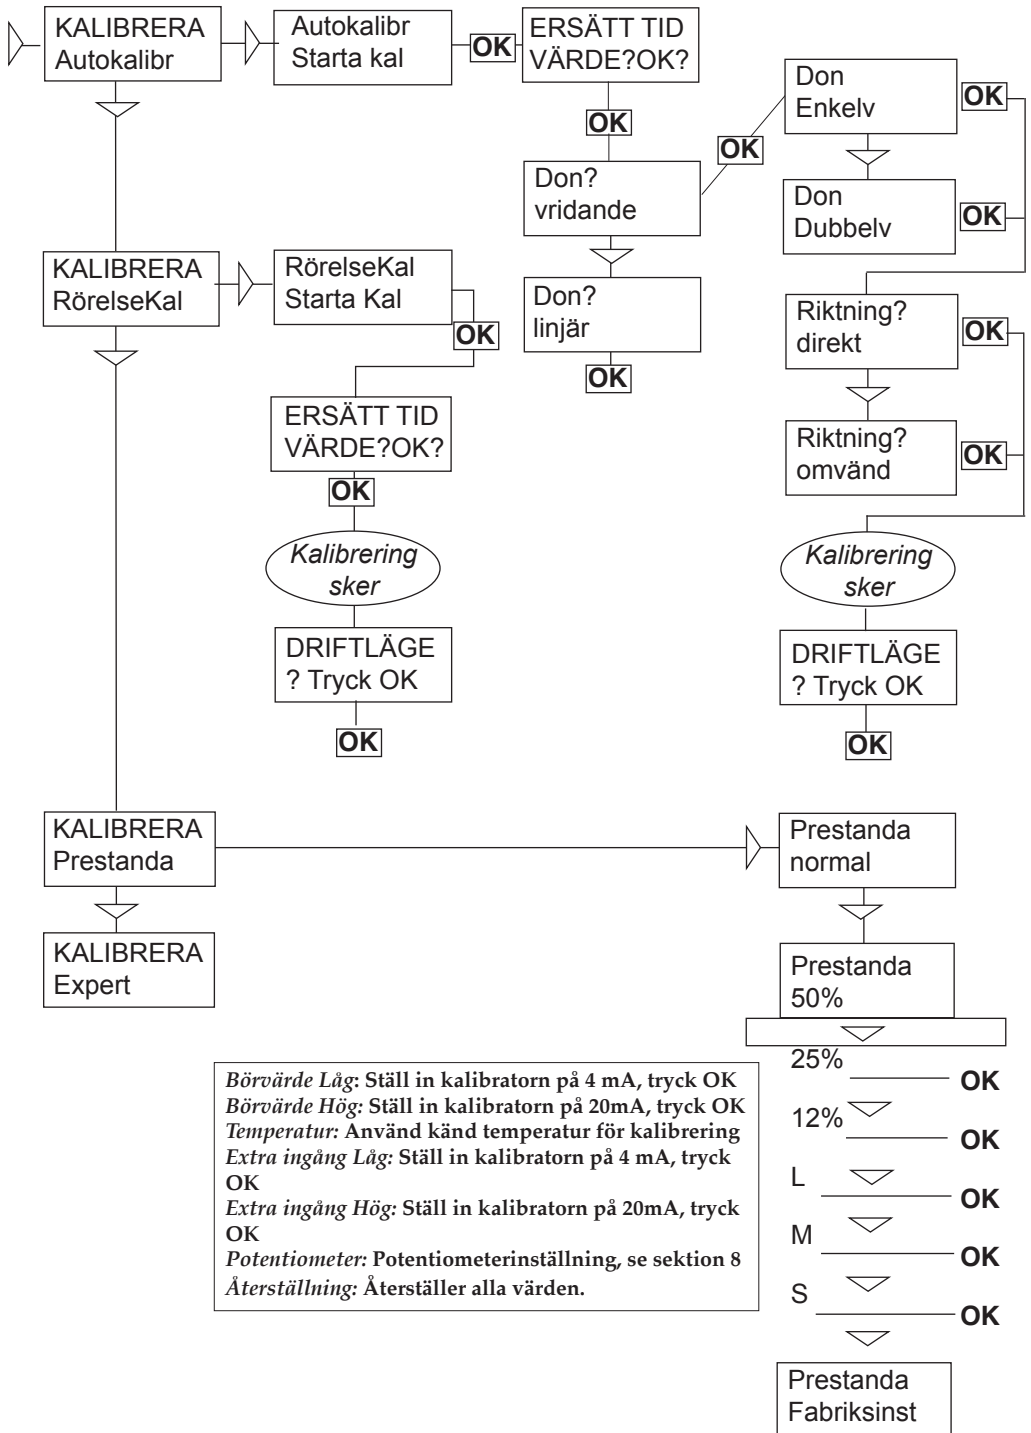 KALIBRERA
Autokalibr
Autokalibr
Starta kal
OK
ERSÄTT TID
VÄRDE?OK?
OK
Don?
vridande
OK
Don
Enkelv
OK
Don
Dubbelv
OK
Don?
linjär
OK
Riktning?
direkt
OK
Riktning?
omvänd
OK
Kalibrering
sker
DRIFTLÄGE
? Tryck OK
OK
KALIBRERA
RörelseKal
RörelseKal
Starta Kal
OK
ERSÄTT TID
VÄRDE?OK?
OK
Kalibrering
sker
DRIFTLÄGE
? Tryck OK
OK
KALIBRERA
Prestanda
Prestanda
normal
Prestanda
50%
25%
OK
12%
OK
L
OK
M
OK
S
OK
Prestanda
Fabriksinst
KALIBRERA
Expert
Börvärde Låg: Ställ in kalibratorn på 4 mA, tryck OK
Börvärde Hög: Ställ in kalibratorn på 20mA, tryck OK
Temperatur: Använd känd temperatur för kalibrering
Extra ingång Låg: Ställ in kalibratorn på 4 mA, tryck
OK
Extra ingång Hög: Ställ in kalibratorn på 20mA, tryck
OK
Potentiometer: Potentiometerinställning, se sektion 8
Återställning: Återställer alla värden.